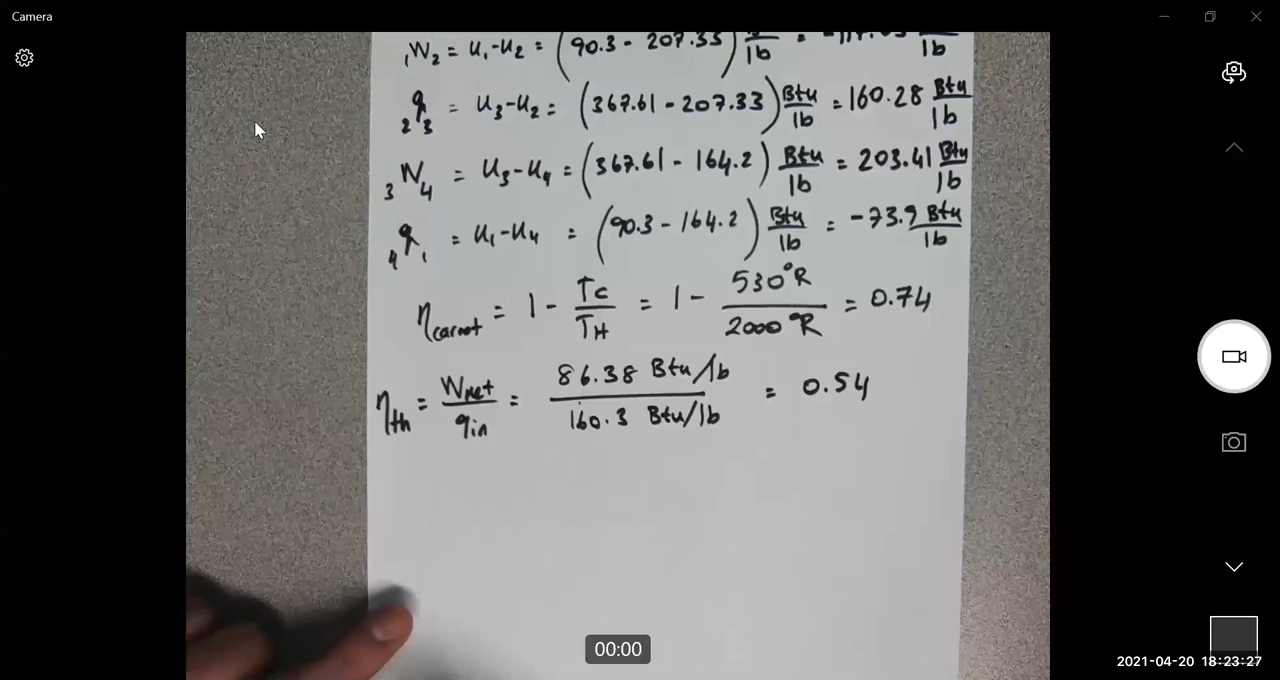 Camera
₁W₂ = u₁-u₂ = (90.3 - 207.33) = lb lb
₂q₃ = u₃-u₂ = (367.61 - 207.33) Btu/lb = 160.28 Btu/lb
₃W₄ = u₃-u₄ = (367.61 - 164.2) Btu/lb = 203.41 Btu/lb
₄q₁ = u₁-u₄ = (90.3 - 164.2) Btu/lb = -73.9 Btu/lb
ηcarnot = 1 - Tc/TH = 1 - 530°R/2000°R = 0.74
ηth = Wnet/qin = 86.38 Btu/lb / 160.3 Btu/lb = 0.54
00:00
2021-04-20 18:23:27